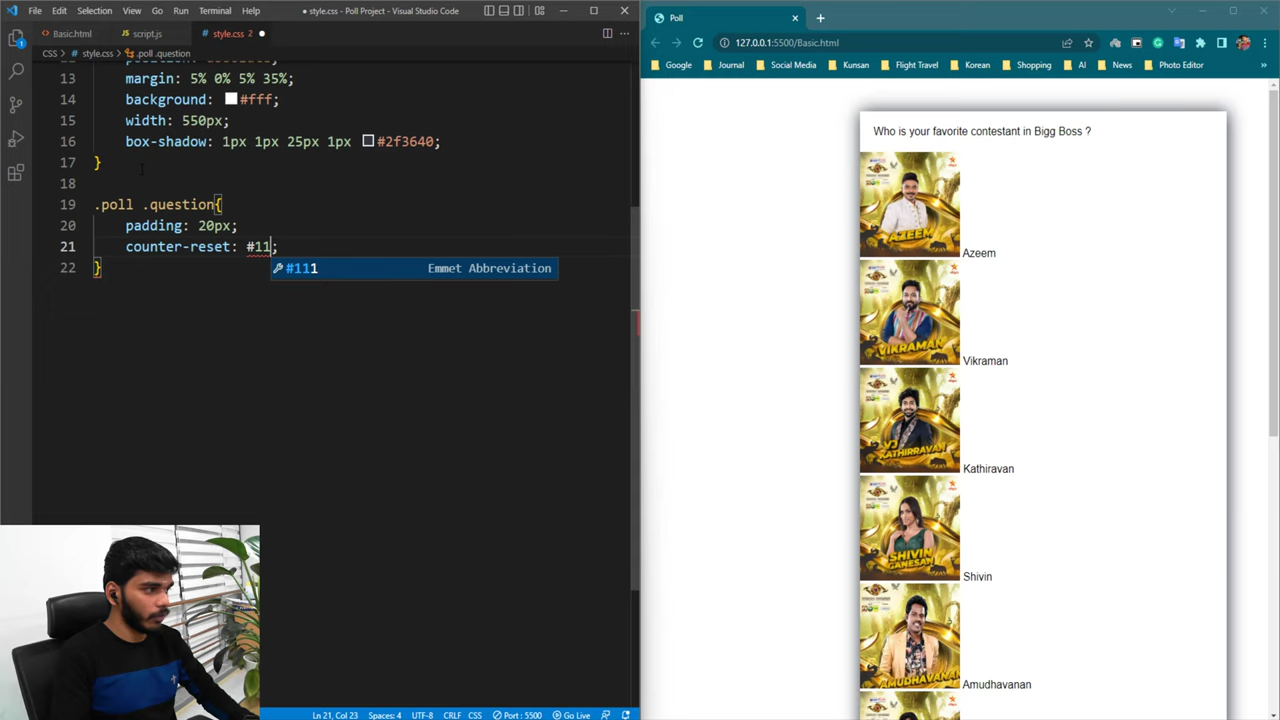 File Edit Selection View Go Run Terminal Help ● style.css - Poll Project - Visual Studio Code
Basic.html script.js # style.css 2 ●
CSS > # style.css > .poll .question
13 margin: 5% 0% 5% 35%;
14 background: #fff;
15 width: 550px;
16 box-shadow: 1px 1px 25px 1px #2f3640;
17 }
18
19 .poll .question{
20 padding: 20px;
21 counter-reset: #11;
22 }
#111 Emmet Abbreviation
Ln 21, Col 23 Spaces: 4 UTF-8 CRLF CSS Port : 5500 Go Live
Poll
127.0.0.1:5500/Basic.html
Google Journal Social Media Kunsan Flight Travel Korean Shopping AI News Photo Editor »
Who is your favorite contestant in Bigg Boss ?
AZEEM
Azeem
VIKRAMAN
Vikraman
VJ
KATHIRRAVAN
Kathiravan
SHIVIN
GANESAN
Shivin
AMUDHAVANAN
Amudhavanan